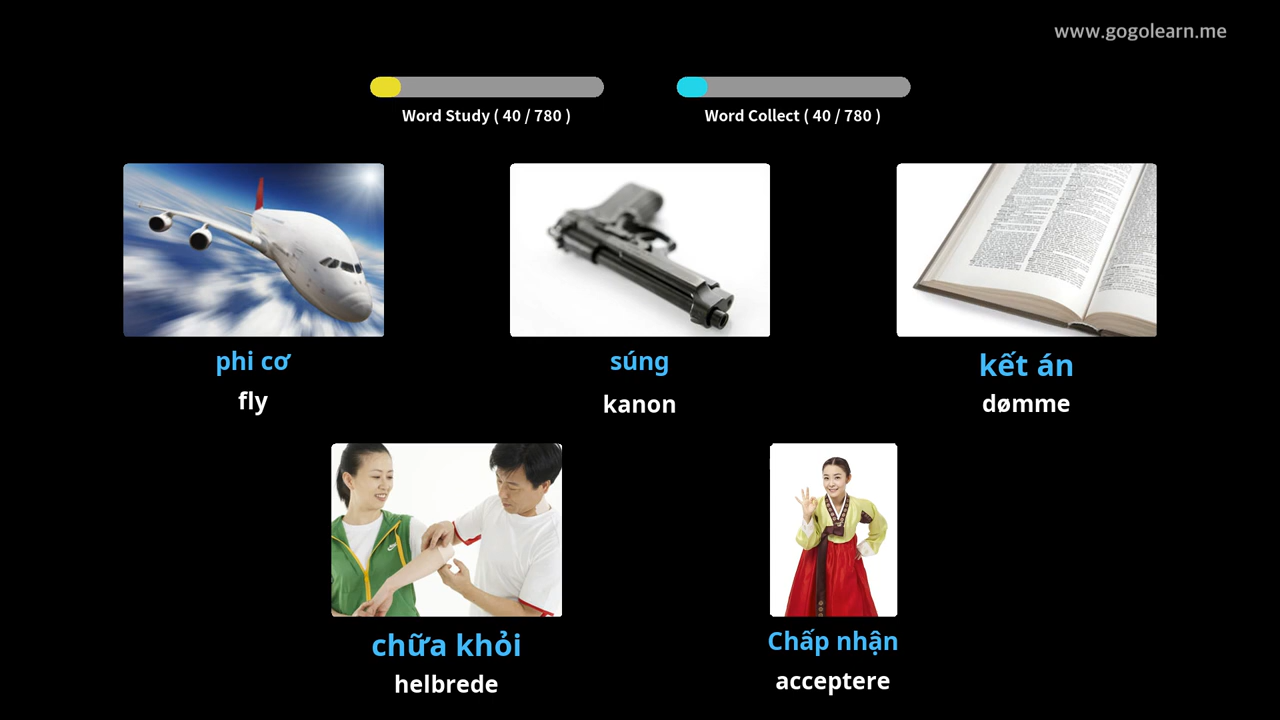 www.gogolearn.me
Word Study ( 40 / 780 )
Word Collect ( 40 / 780 )
phi cơ
fly
súng
kanon
kết án
dømme
chữa khỏi
helbrede
Chấp nhận
acceptere